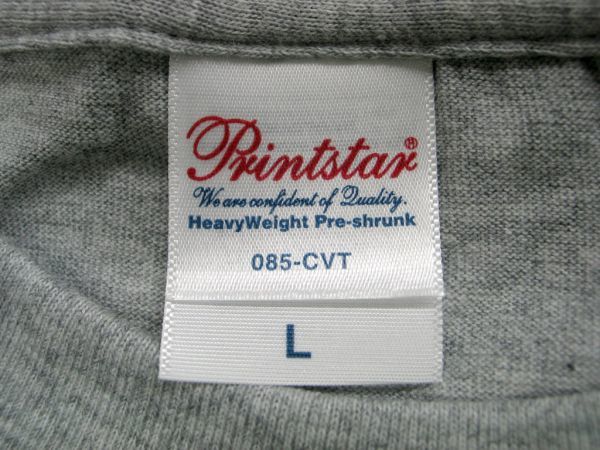 Printstar®
We are confident of Quality.
HeavyWeight Pre-shrunk
085-CVT
L